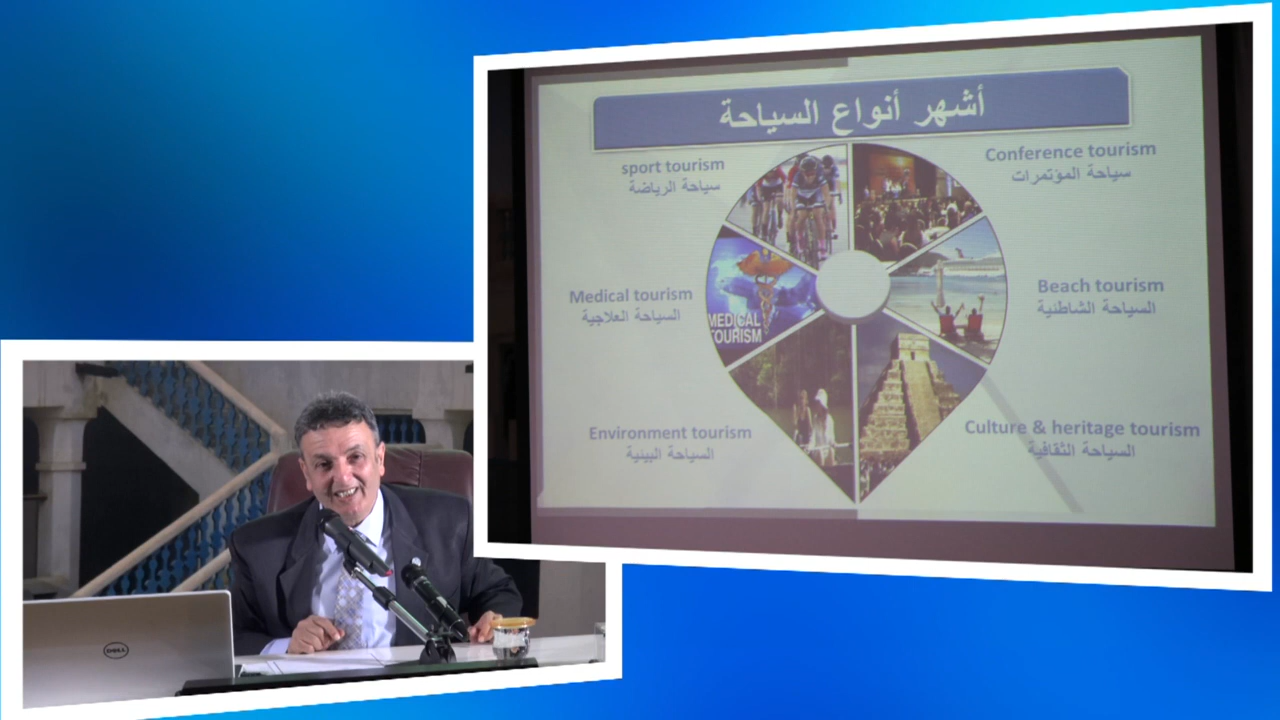 أشهر أنواع السياحة
sport tourism
سياحة الرياضة
Conference tourism
سياحة المؤتمرات
Medical tourism
السياحة العلاجية
MEDICAL
TOURISM
Beach tourism
السياحة الشاطئية
Environment tourism
السياحة البيئية
Culture & heritage tourism
السياحة الثقافية
DELL